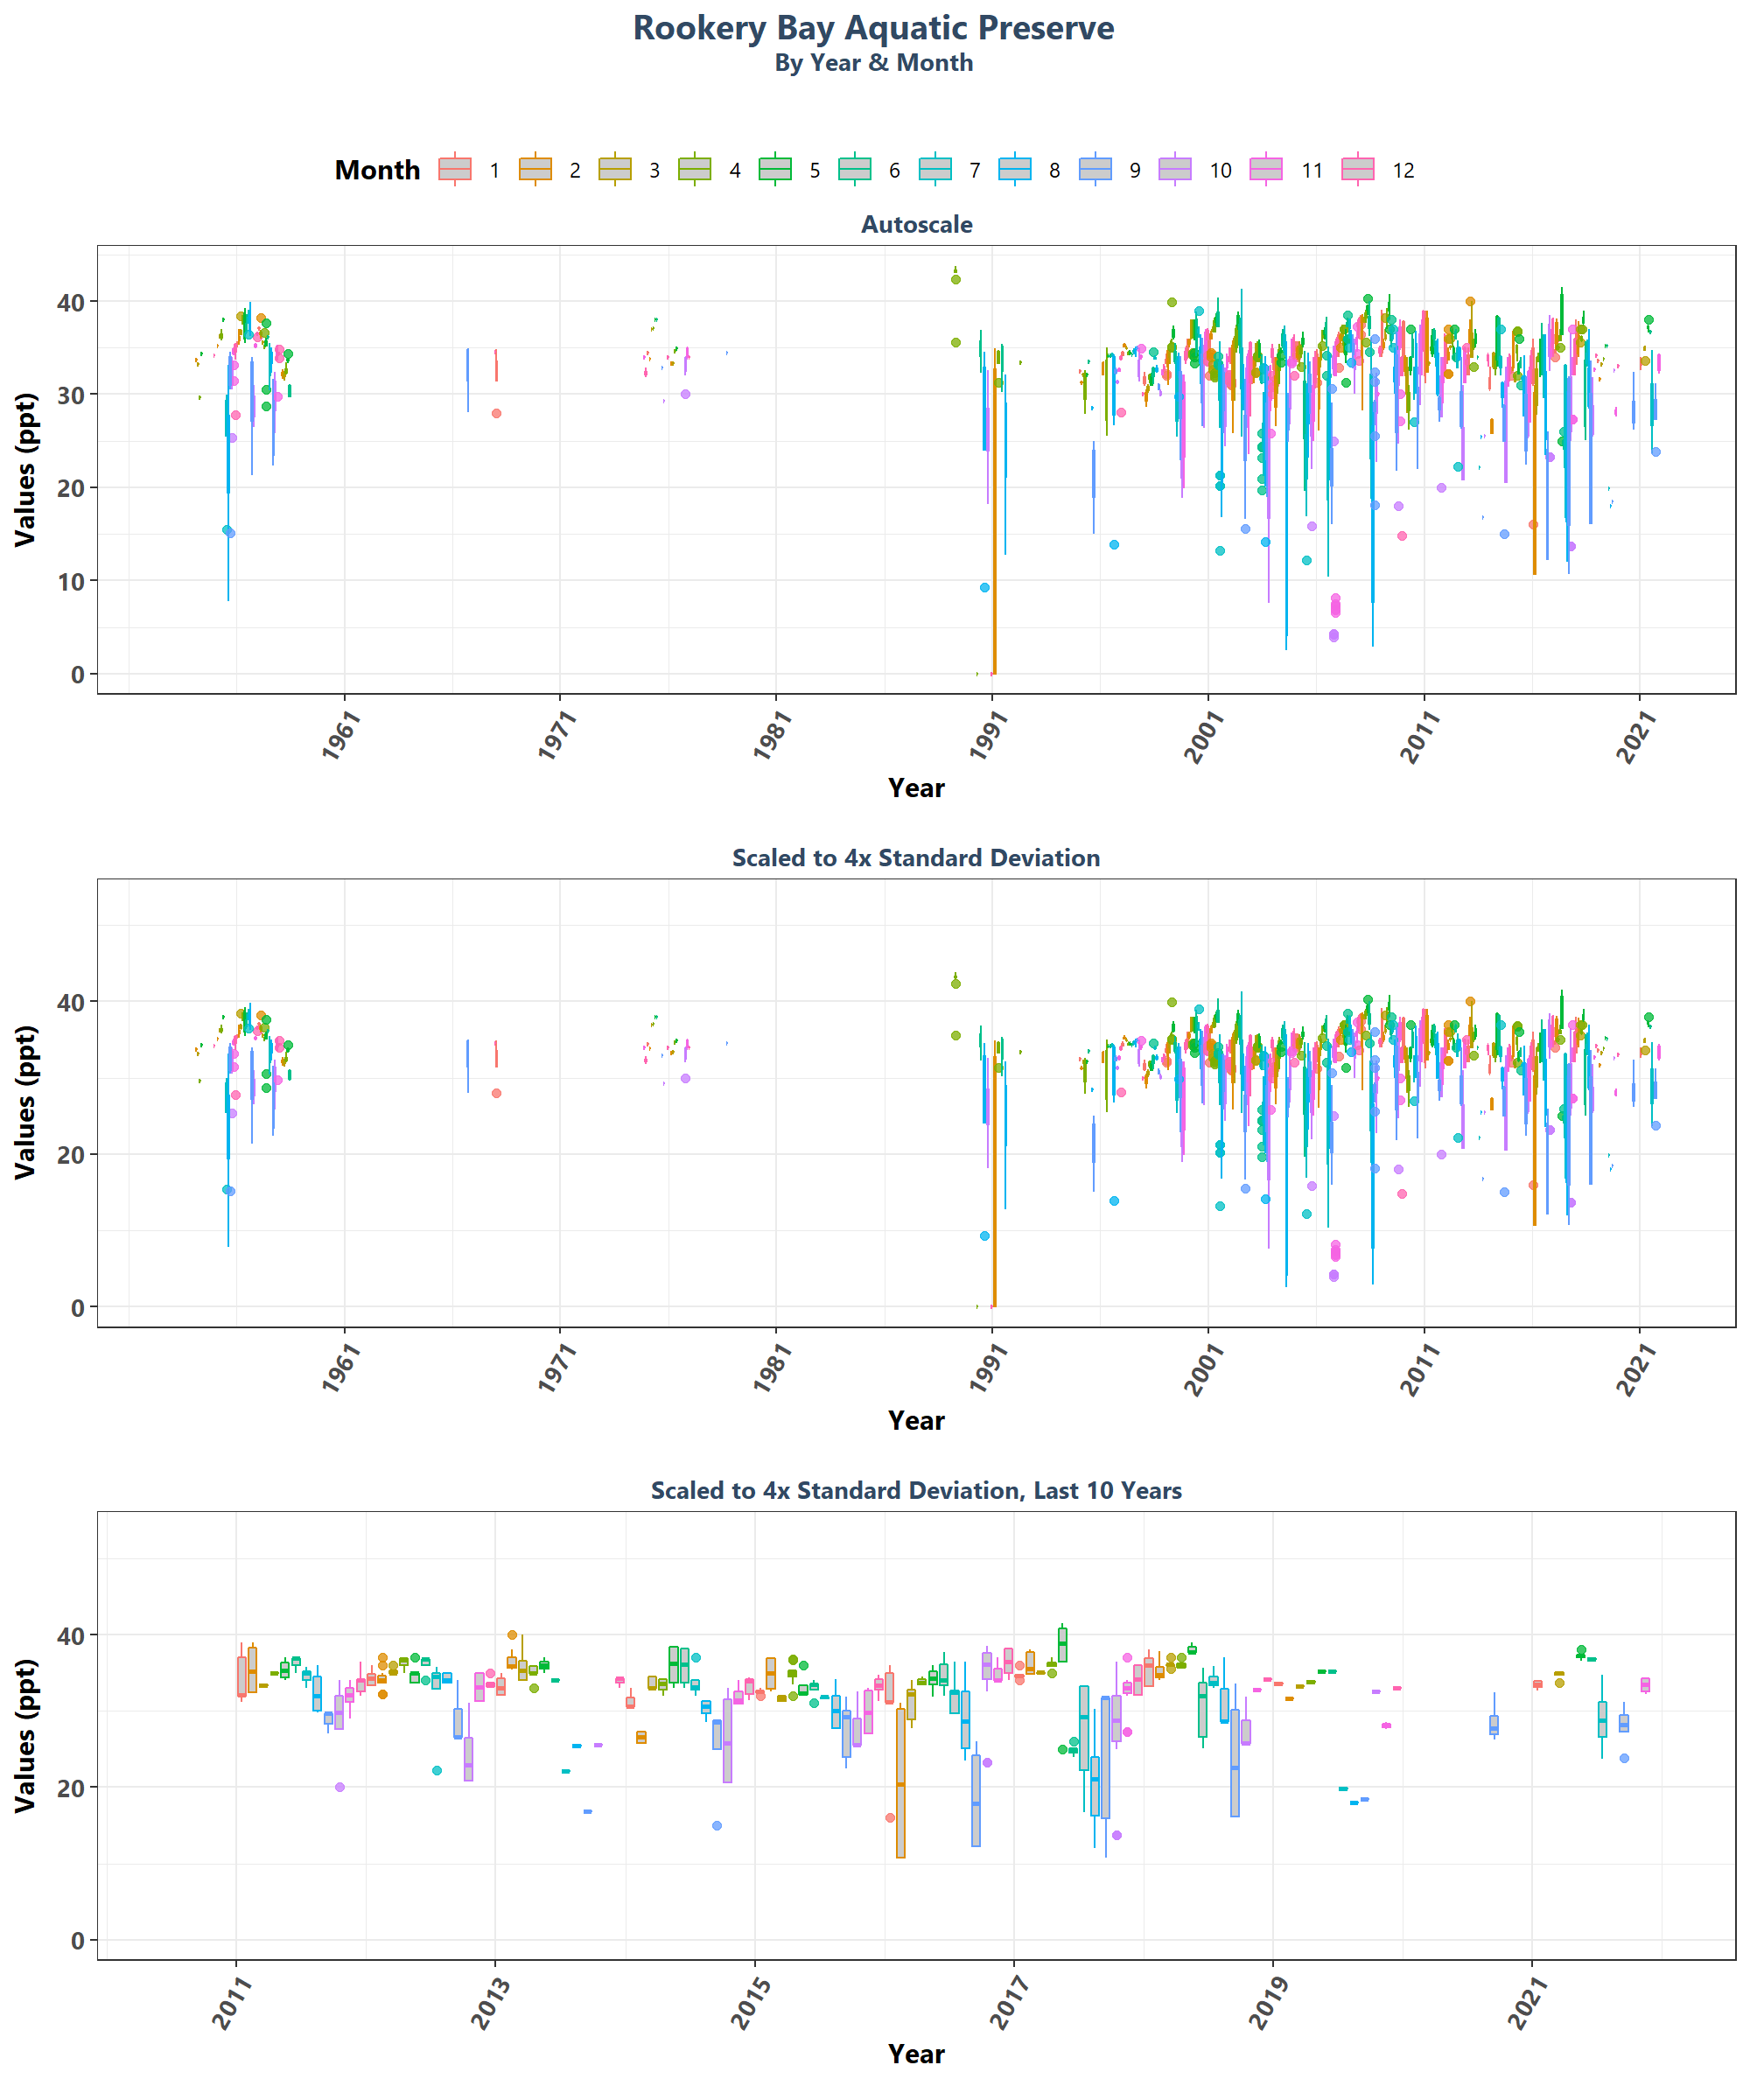 Rookery Bay Aquatic Preserve
By Year & Month
Month 1 2 3 4 5 6 7 8 9 10 11 12
Autoscale
Values (ppt)
40
30
20
10
0
1961 1971 1981 1991 2001 2011 2021
Year
Scaled to 4x Standard Deviation
Values (ppt)
40
20
0
1961 1971 1981 1991 2001 2011 2021
Year
Scaled to 4x Standard Deviation, Last 10 Years
Values (ppt)
40
20
0
2011 2013 2015 2017 2019 2021
Year